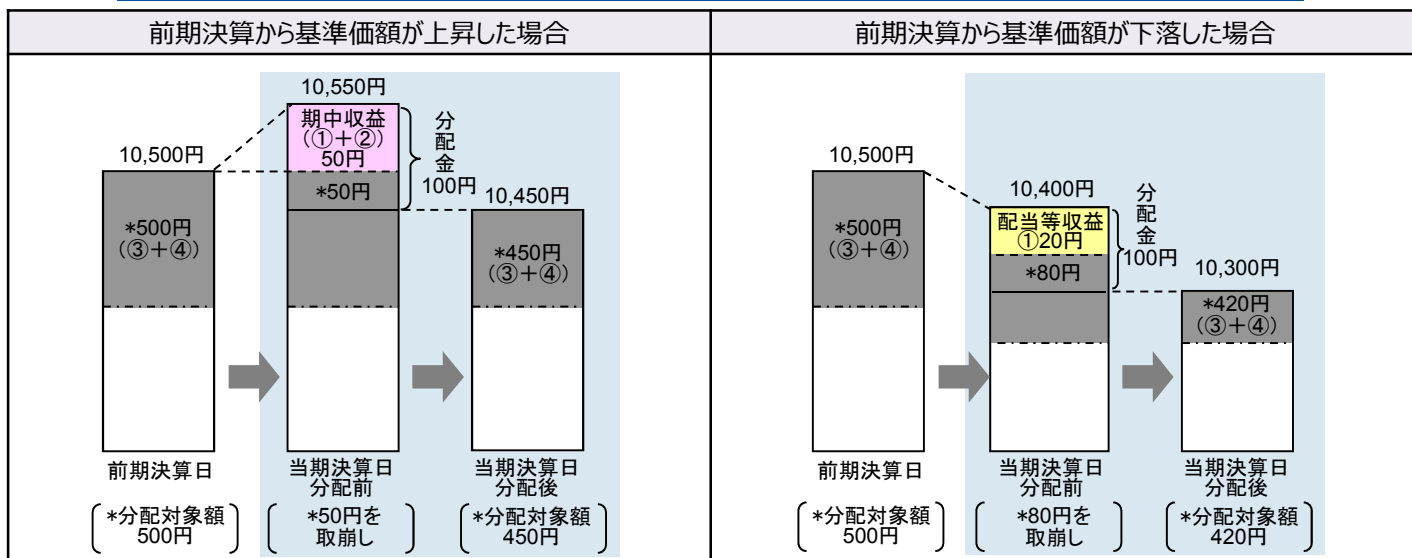 前期決算から基準価額が上昇した場合
10,550円
期中収益
(①+②)
50円
*50円
分配金
100円
10,500円
*500円
(③+④)
10,450円
*450円
(③+④)
前期決算日
当期決算日
分配前
当期決算日
分配後
*分配対象額
500円
*50円を
取崩し
*分配対象額
450円
前期決算から基準価額が下落した場合
10,500円
*500円
(③+④)
10,400円
配当等収益
①20円
*80円
分配金
100円
10,300円
*420円
(③+④)
前期決算日
当期決算日
分配前
当期決算日
分配後
*分配対象額
500円
*80円を
取崩し
*分配対象額
420円